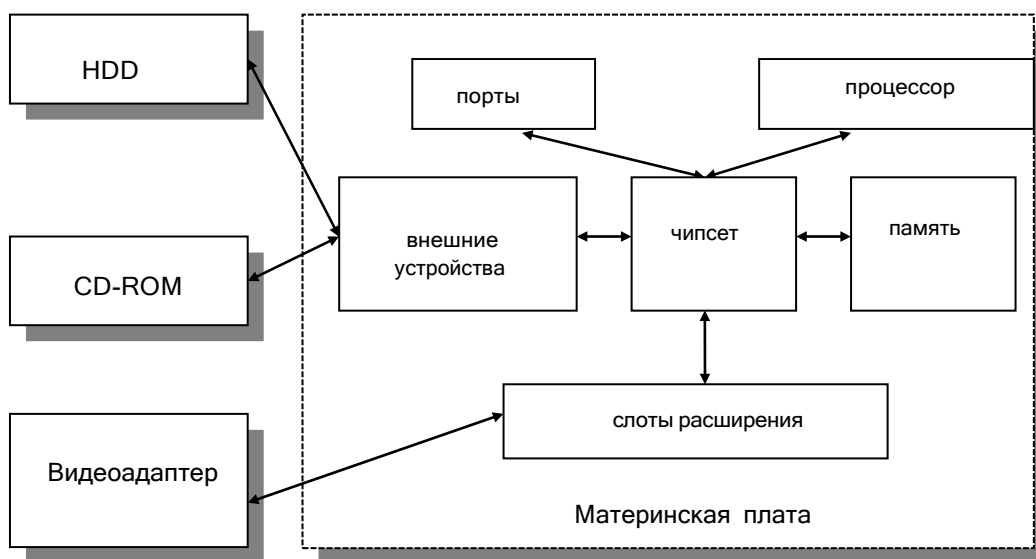 HDD
порты
процессор
внешние
устройства
чипсет
память
CD-ROM
слоты расширения
Видеоадаптер
Материнская плата